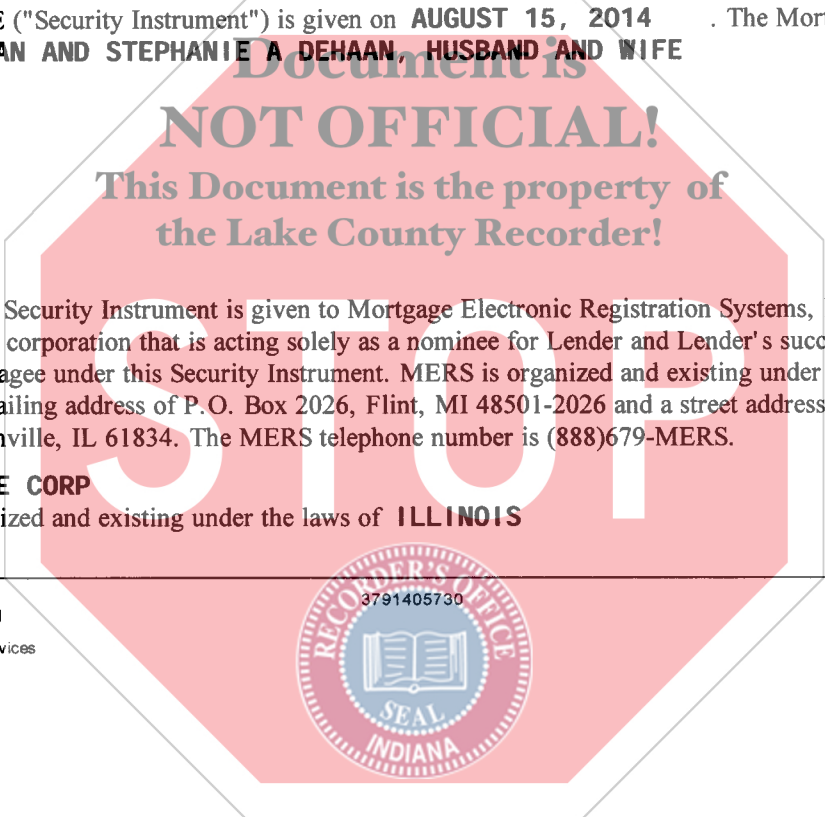 E ("Security Instrument") is given on AUGUST 15, 2014 . The Mort
AN AND STEPHANIE A DEHAAN, HUSBAND AND WIFE
Document is
NOT OFFICIAL!
This Document is the property of
the Lake County Recorder!
Security Instrument is given to Mortgage Electronic Registration Systems,
corporation that is acting solely as a nominee for Lender and Lender's succ
agee under this Security Instrument. MERS is organized and existing under
ailing address of P.O. Box 2026, Flint, MI 48501-2026 and a street address
nville, IL 61834. The MERS telephone number is (888)679-MERS.
STOP
E CORP
ized and existing under the laws of ILLINOIS
3791405730
vices
RECORDER'S OFFICE
SEAL
INDIANA